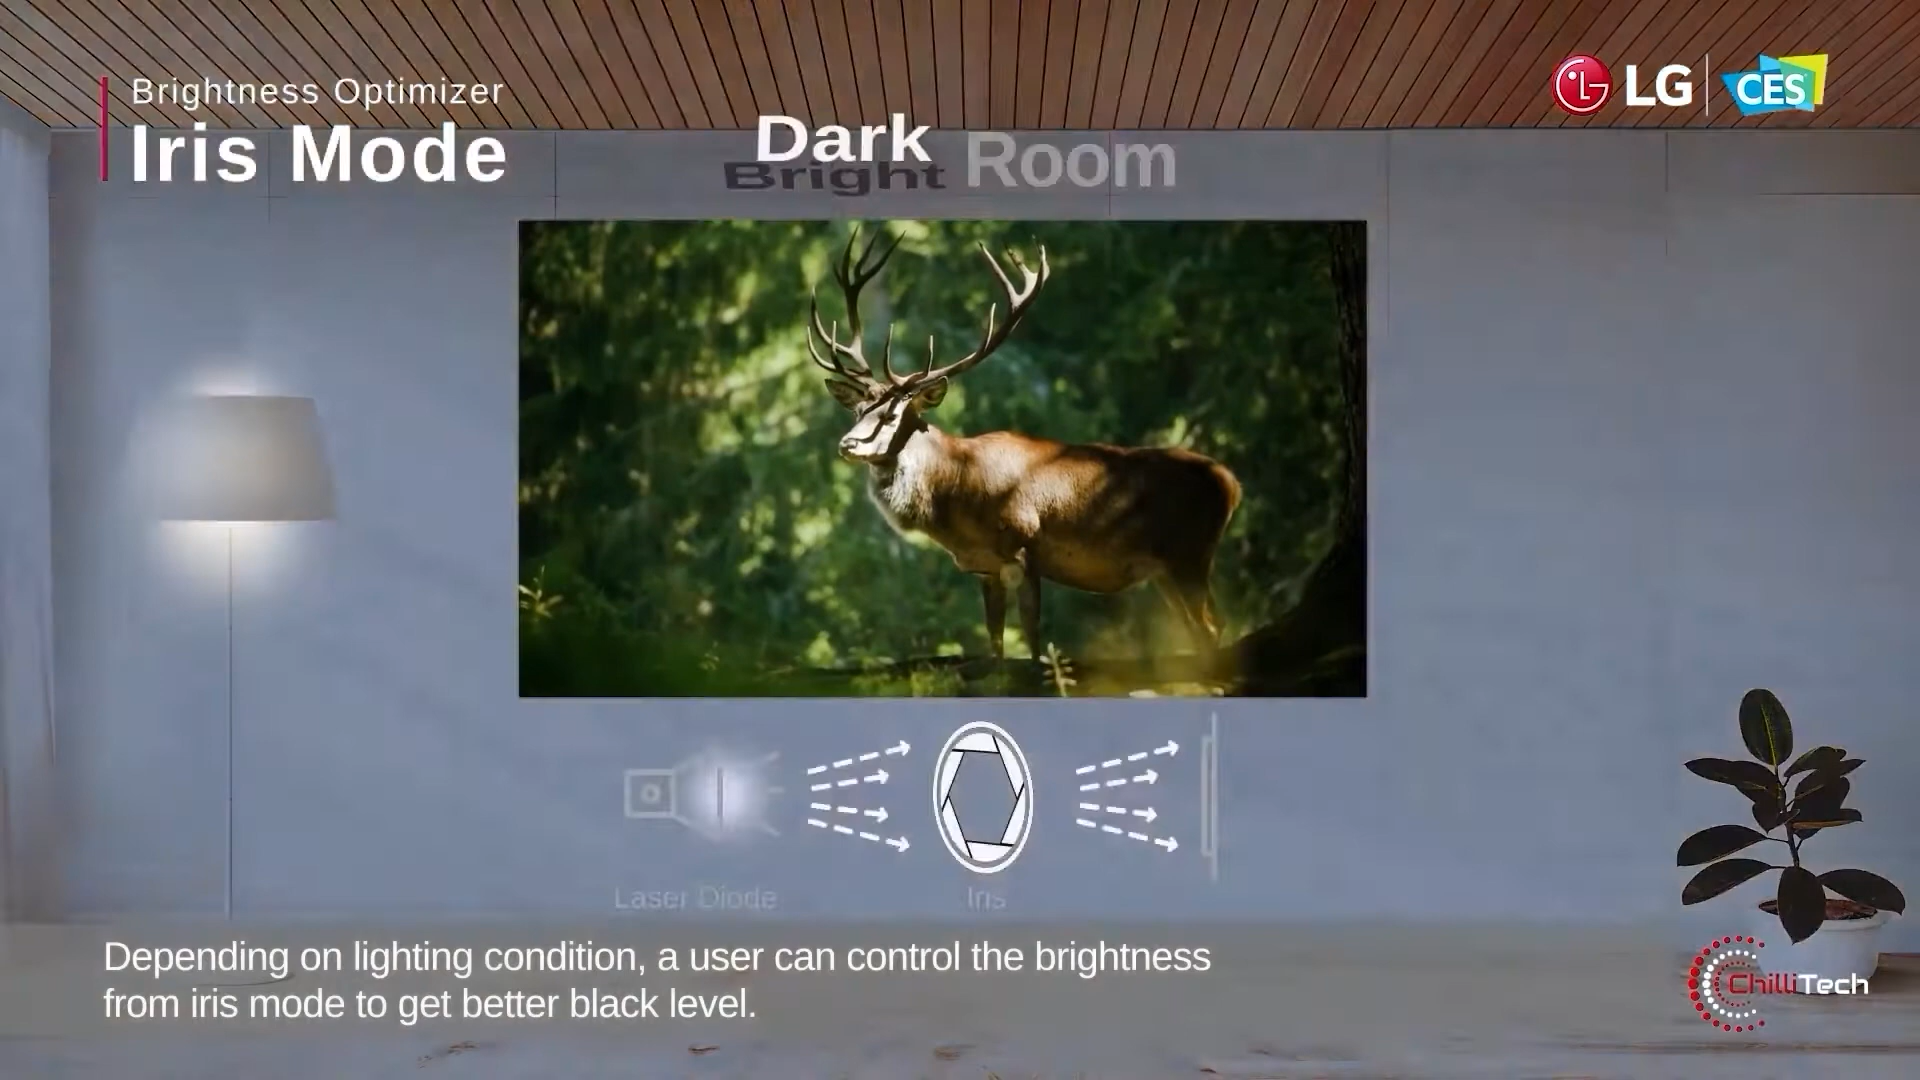 Brightness Optimizer
Iris Mode
LG
CES
Dark
Bright
Room
Laser Diode
Iris
Depending on lighting condition, a user can control the brightness
from iris mode to get better black level.
ChilliTech